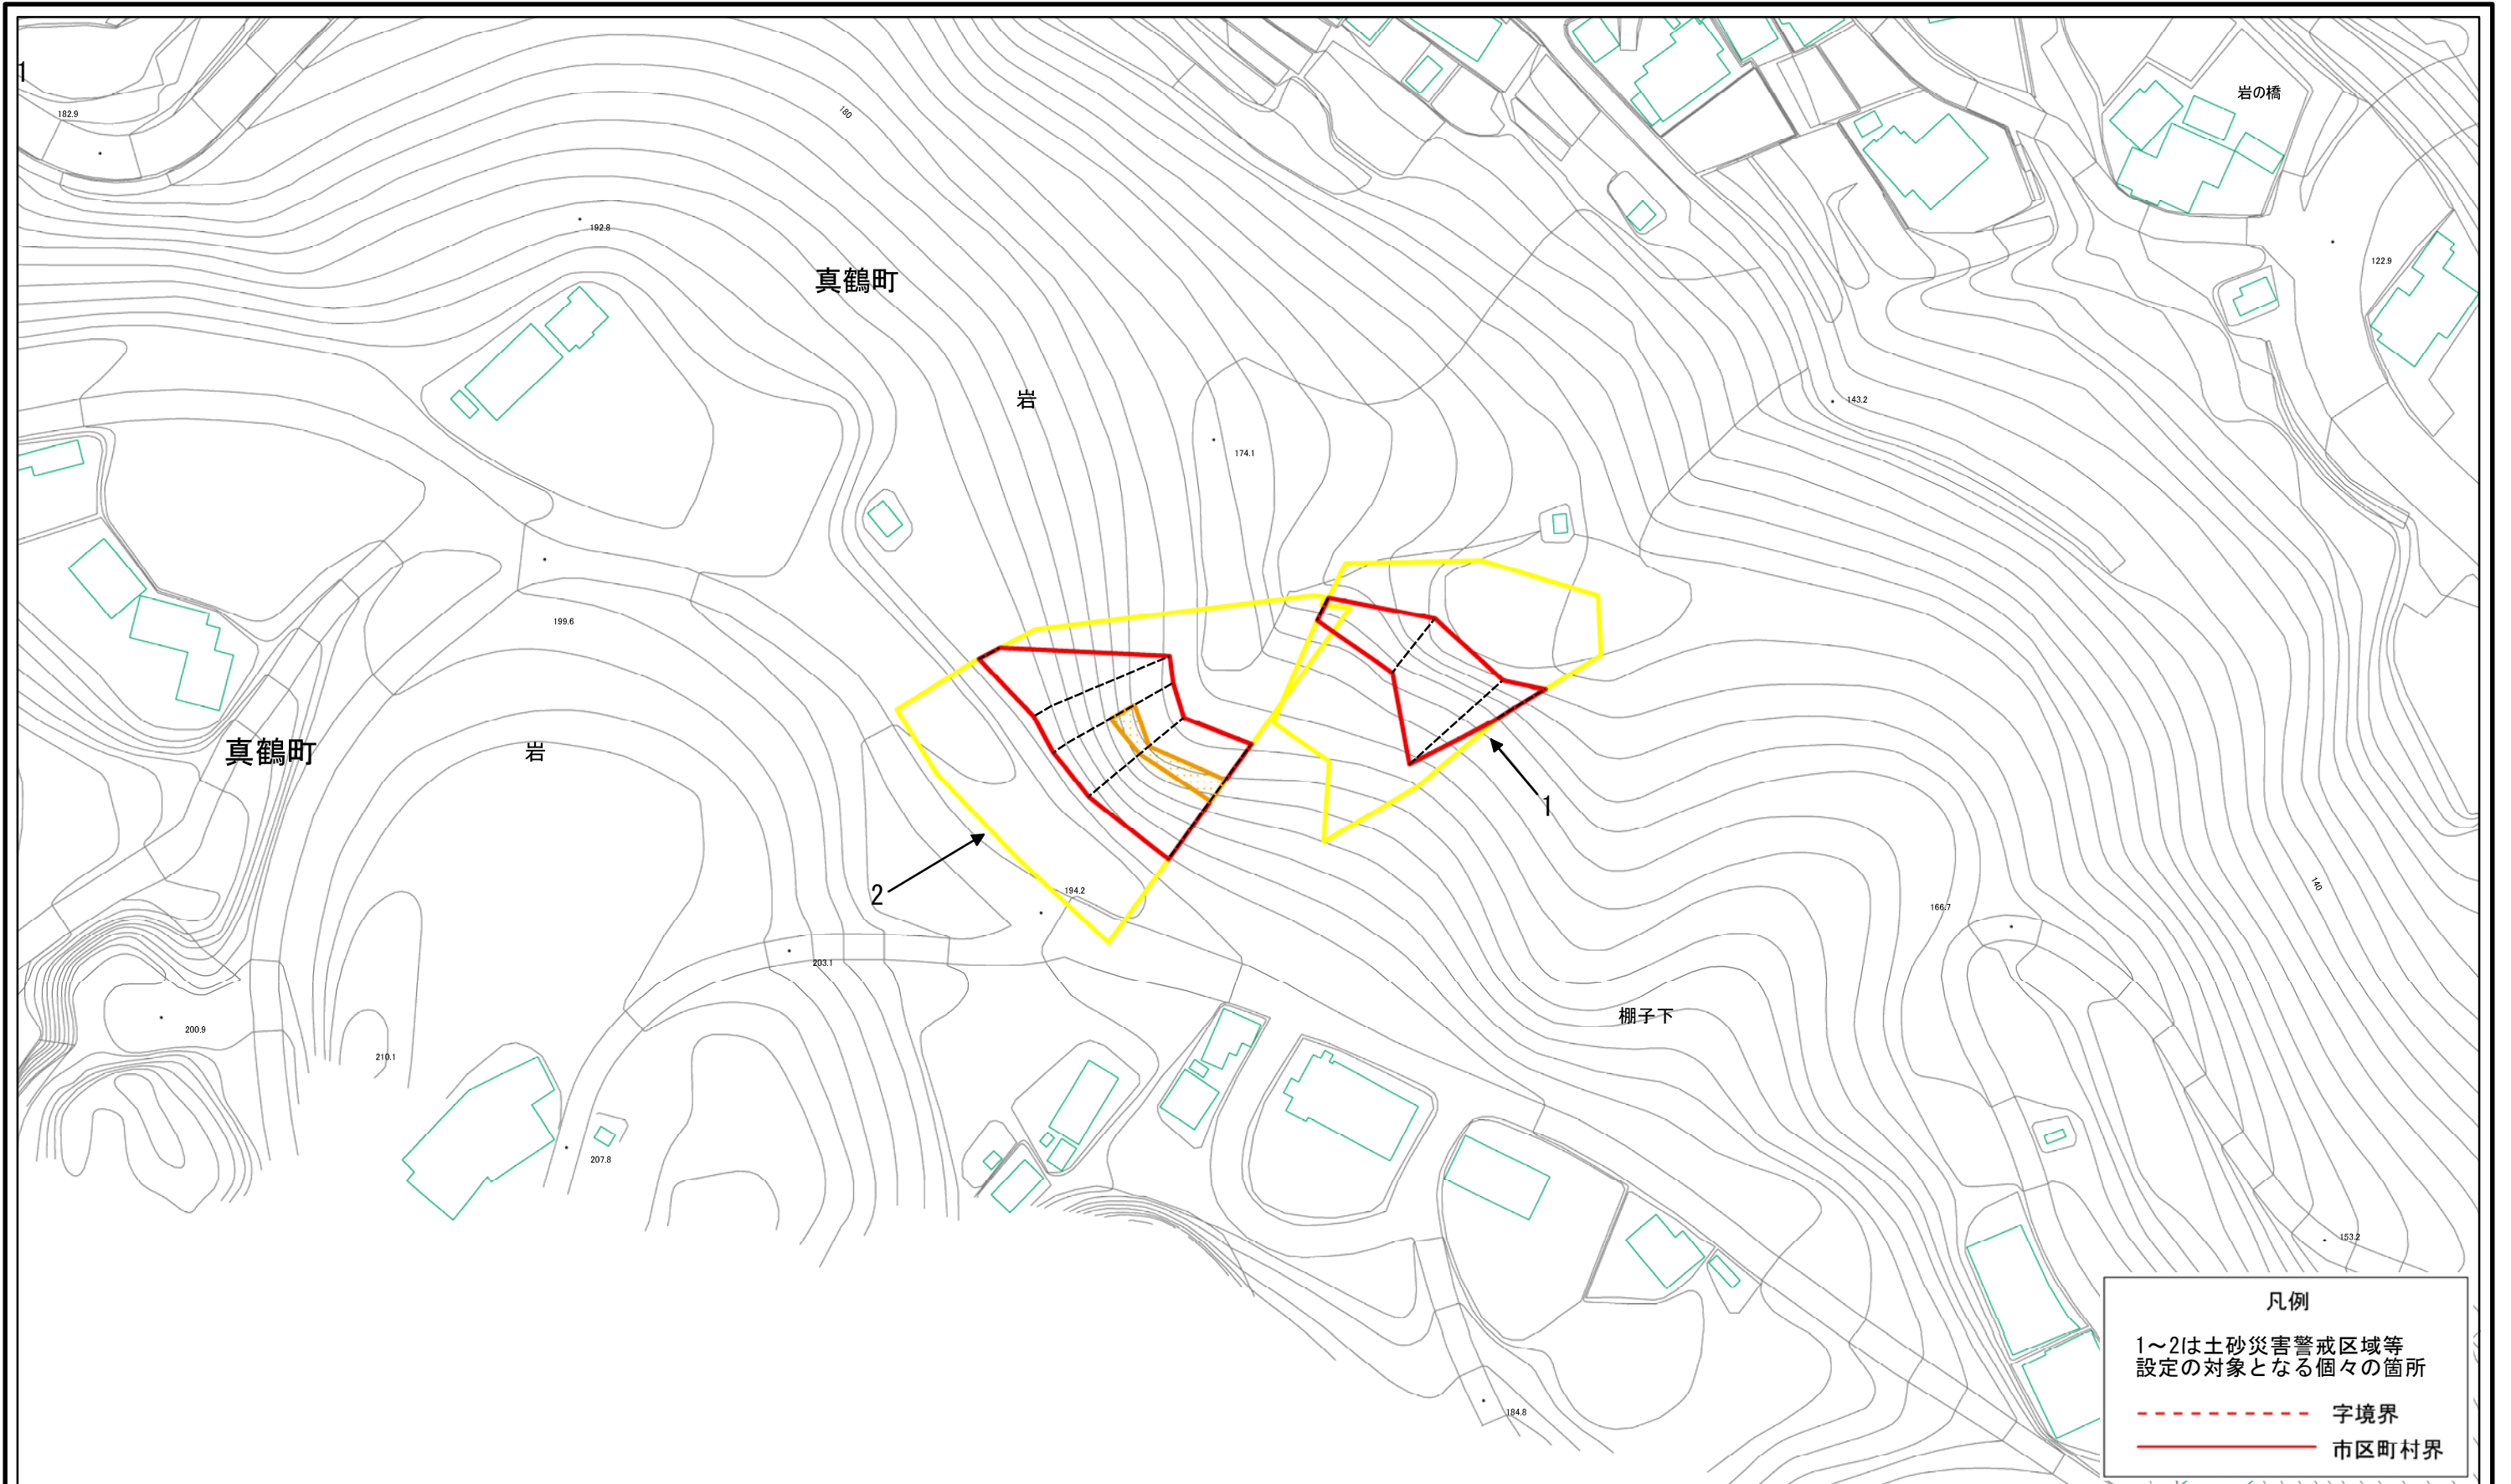 1
182.9
180
岩の橋
192.8
122.9
真鶴町
岩
143.2
174.1
199.6
真鶴町
岩
1
2
194.2
140
166.7
203.1
棚子下
200.9
210.1
207.8
153.2
184.8
凡例
1～2は土砂災害警戒区域等
設定の対象となる個々の箇所
字境界
市区町村界